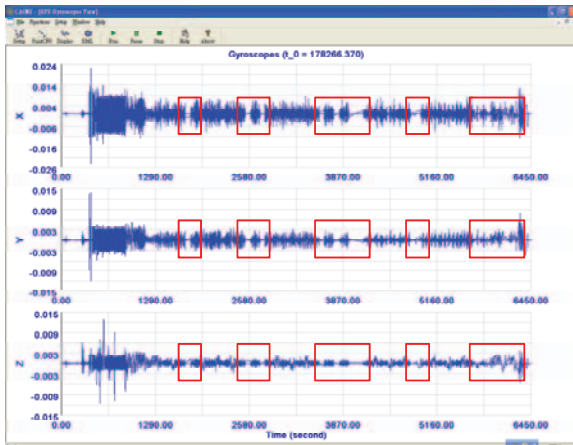 File
Setup
Window
Help
Setup
Display
Run
Pause
Stop
Help
About
Gyroscopes (t_0 = 178266.370)
0.024
0.014
0.004
-0.006
-0.016
-0.026
X
0.00 1290.00 2580.00 3870.00 5160.00 6450.00
0.015
0.009
0.003
-0.003
-0.009
-0.015
Y
0.00 1290.00 2580.00 3870.00 5160.00 6450.00
0.015
0.009
0.003
-0.003
-0.009
-0.015
Z
0.00 1290.00 2580.00 3870.00 5160.00 6450.00
Time (second)